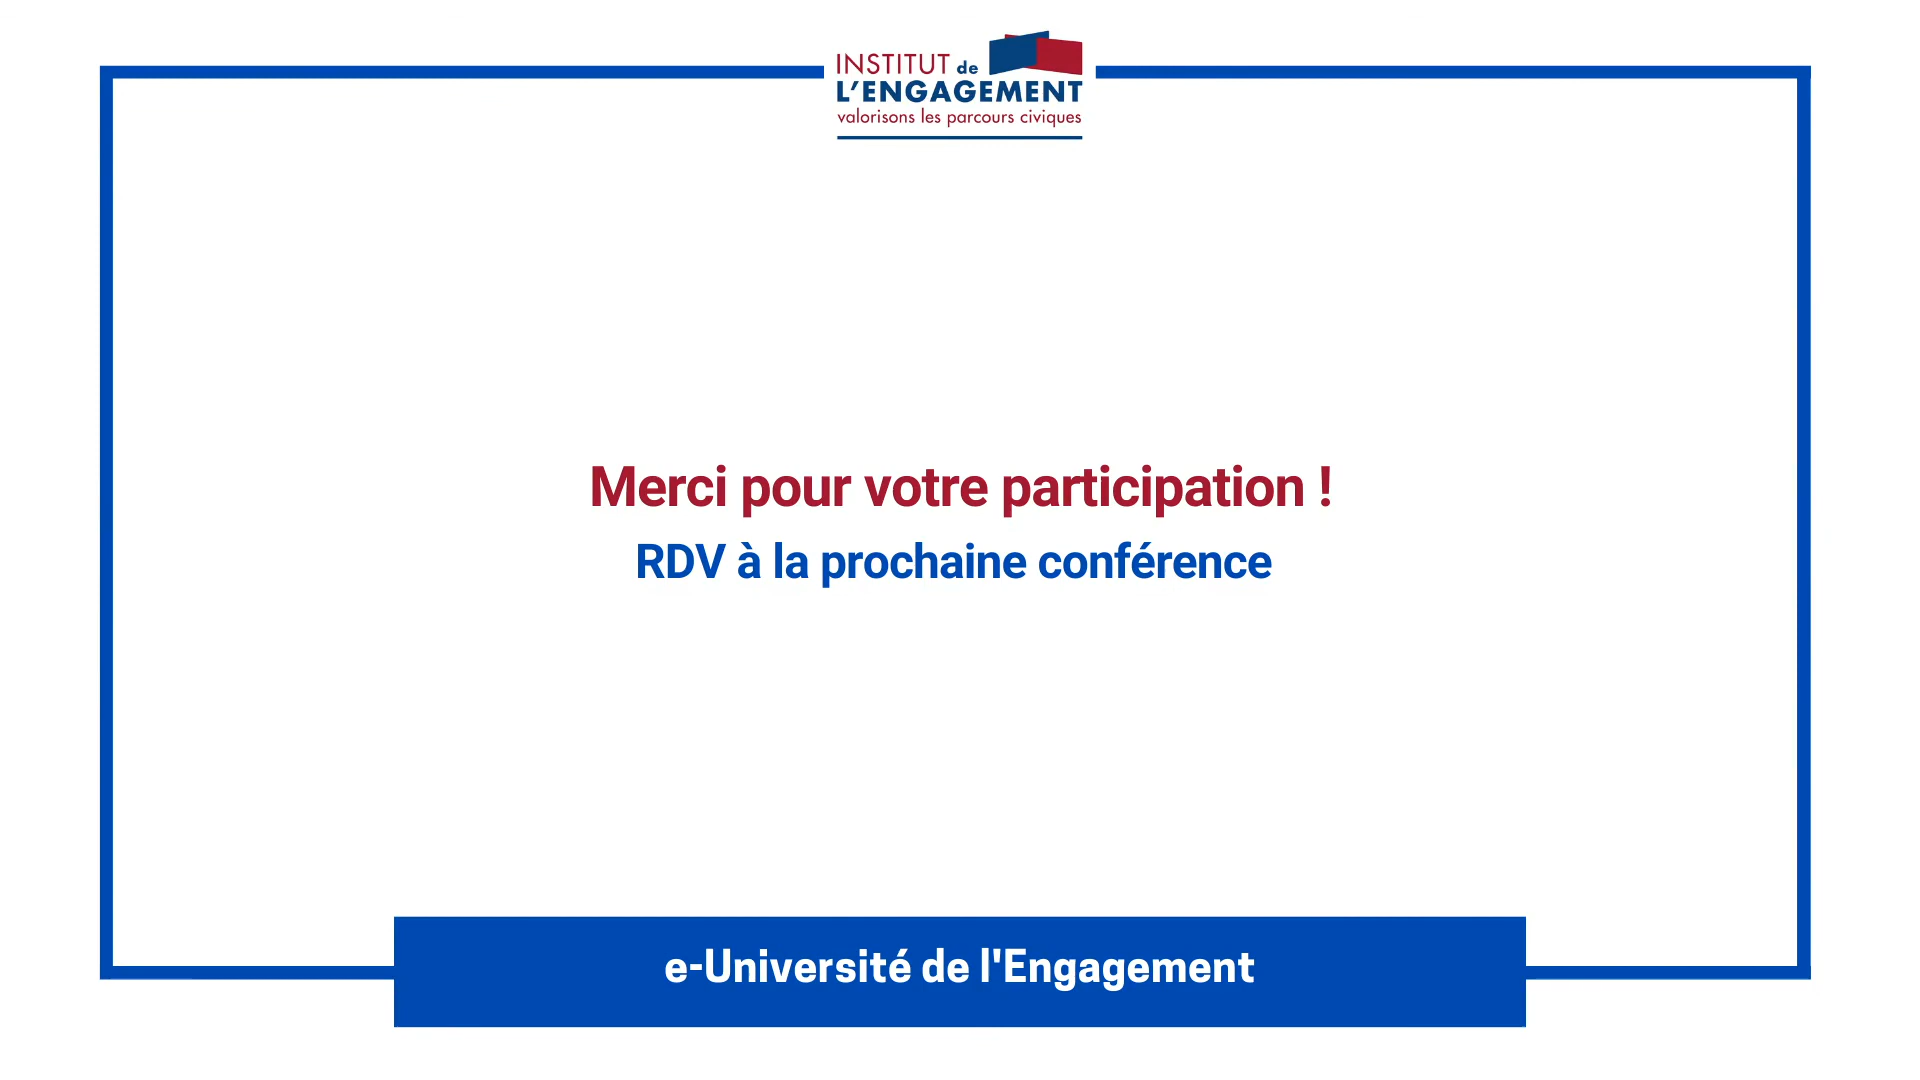 INSTITUT de
L’ENGAGEMENT
valorisons les parcours civiques
Merci pour votre participation !
RDV à la prochaine conférence
e-Université de l'Engagement